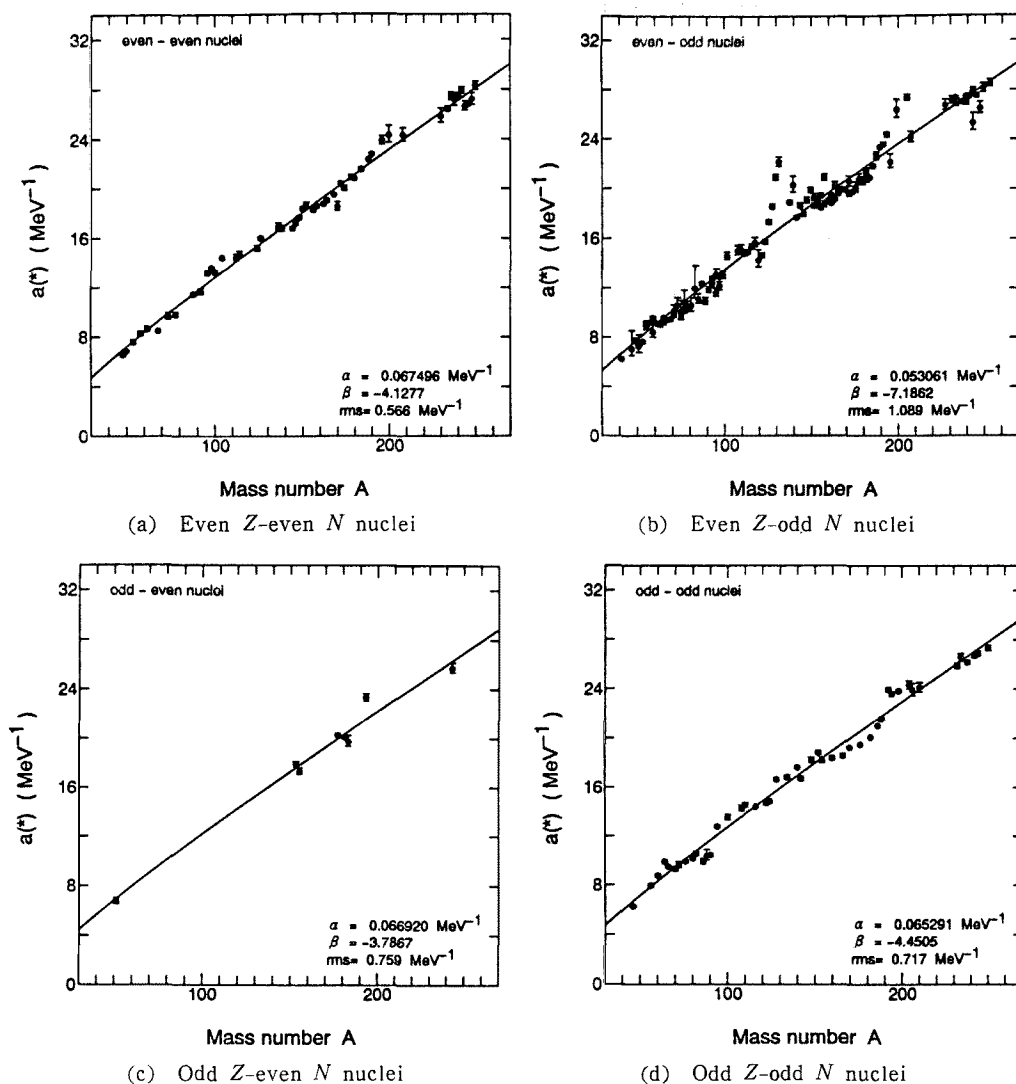 even - even nuclei
32
24
16
8
0
a(*) ( MeV⁻¹ )
α = 0.067496 MeV⁻¹
β = -4.1277
rms= 0.566 MeV⁻¹
100
200
Mass number A
(a) Even Z-even N nuclei
even - odd nuclei
32
24
16
8
0
a(*) ( MeV⁻¹ )
α = 0.053061 MeV⁻¹
β = -7.1862
rms= 1.089 MeV⁻¹
100
200
Mass number A
(b) Even Z-odd N nuclei
odd - even nuclei
32
24
16
8
0
a(*) ( MeV⁻¹ )
α = 0.066920 MeV⁻¹
β = -3.7867
rms= 0.759 MeV⁻¹
100
200
Mass number A
(c) Odd Z-even N nuclei
odd - odd nuclei
32
24
16
8
0
a(*) ( MeV⁻¹ )
α = 0.065291 MeV⁻¹
β = -4.4505
rms= 0.717 MeV⁻¹
100
200
Mass number A
(d) Odd Z-odd N nuclei